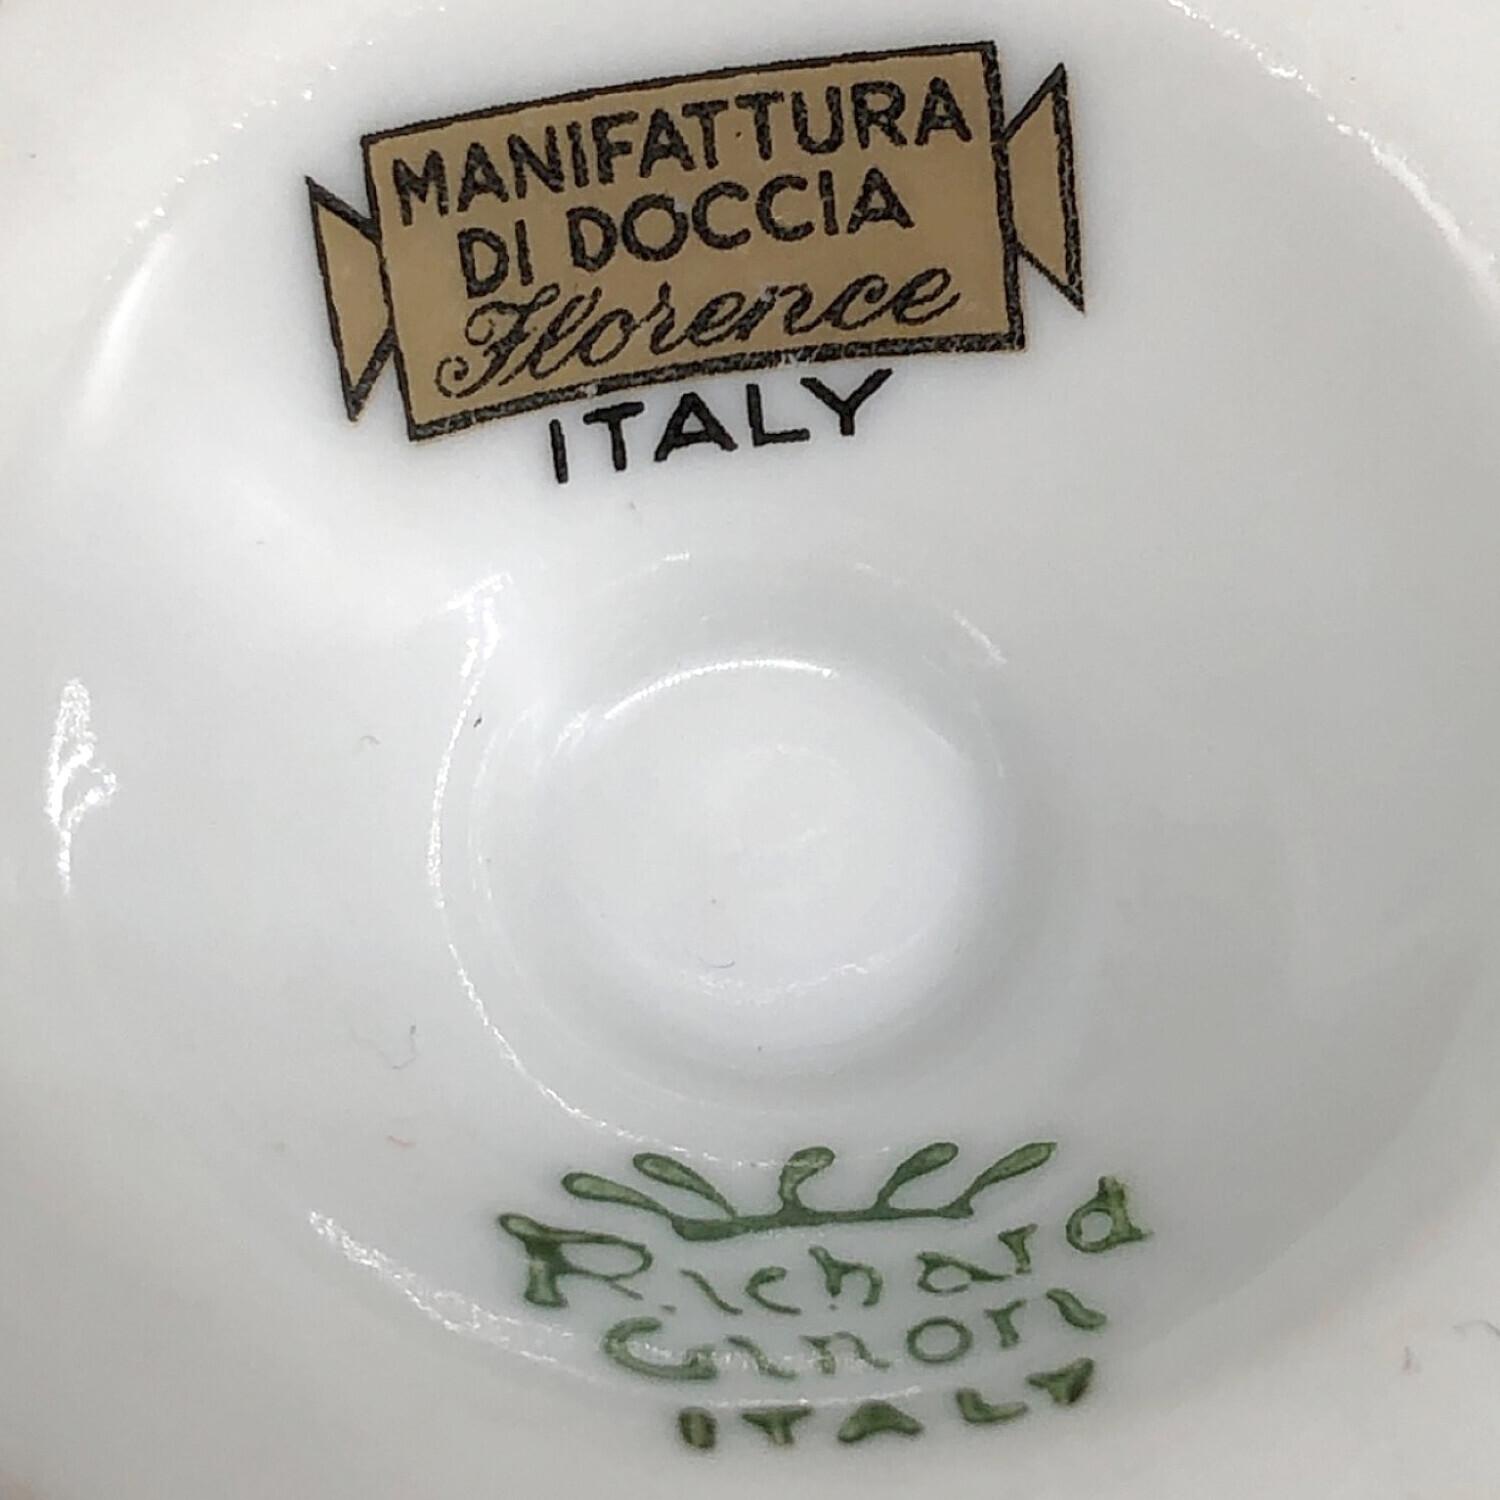 MANIFATTURA
DI DOCCIA
Florence
ITALY
Richard
Ginori
ITALY